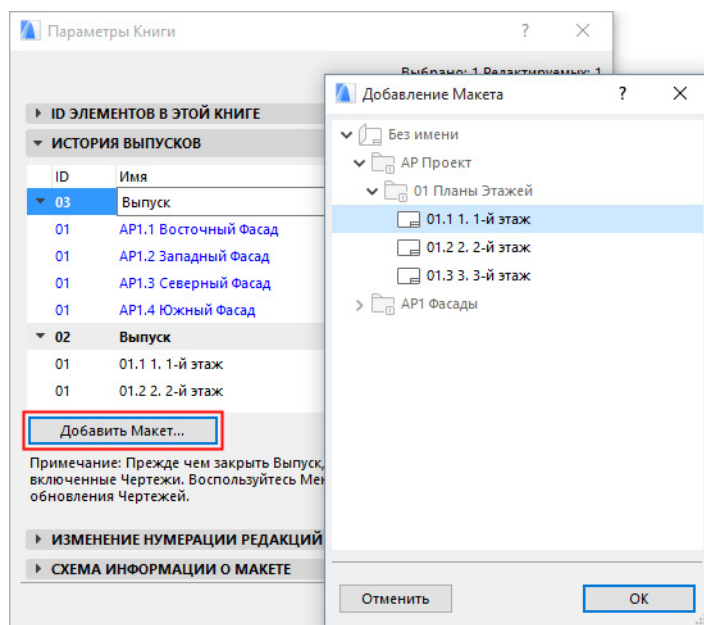 Параметры Книги
?
Выбрано: 1 Редактируемых: 1
ID ЭЛЕМЕНТОВ В ЭТОЙ КНИГЕ
ИСТОРИЯ ВЫПУСКОВ
ID Имя
03 Выпуск
01 АР1.1 Восточный Фасад
01 АР1.2 Западный Фасад
01 АР1.3 Северный Фасад
01 АР1.4 Южный Фасад
02 Выпуск
01 01.1 1. 1-й этаж
01 01.2 2. 2-й этаж
Добавить Макет...
Примечание: Прежде чем закрыть Выпуск,
включенные Чертежи. Воспользуйтесь
обновления Чертежей.
ИЗМЕНЕНИЕ НУМЕРАЦИИ РЕДАКЦИЙ
СХЕМА ИНФОРМАЦИИ О МАКЕТЕ
Добавление Макета
?
Без имени
АР Проект
01 Планы Этажей
01.1 1. 1-й этаж
01.2 2. 2-й этаж
01.3 3. 3-й этаж
АР1 Фасады
Отменить
ОК